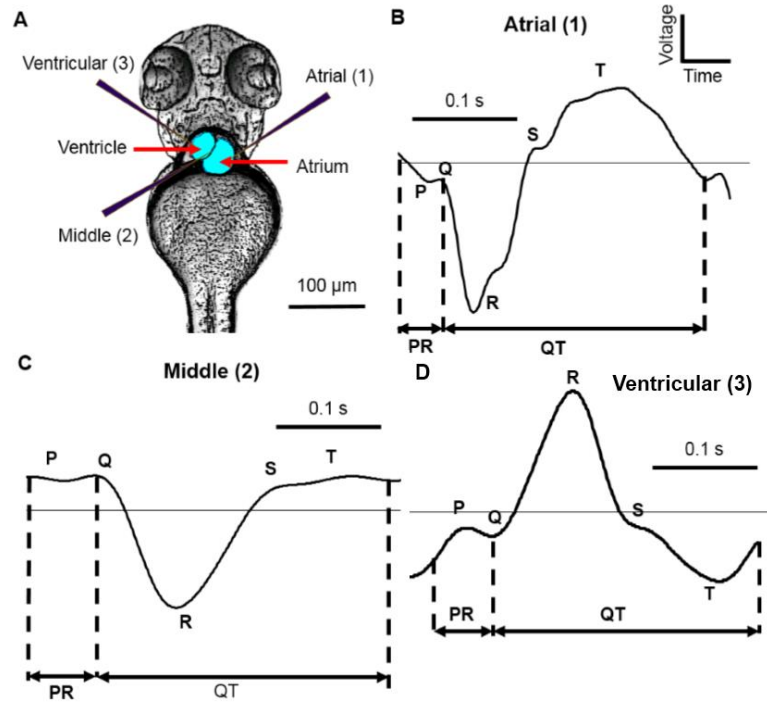 A
Ventricular (3)
Atrial (1)
Ventricle
Atrium
Middle (2)
100 µm
B
Atrial (1)
Voltage
Time
0.1 s
T
S
P
Q
R
PR
QT
C
Middle (2)
0.1 s
P
Q
S
T
R
PR
QT
D
R
Ventricular (3)
0.1 s
P
Q
S
T
PR
QT